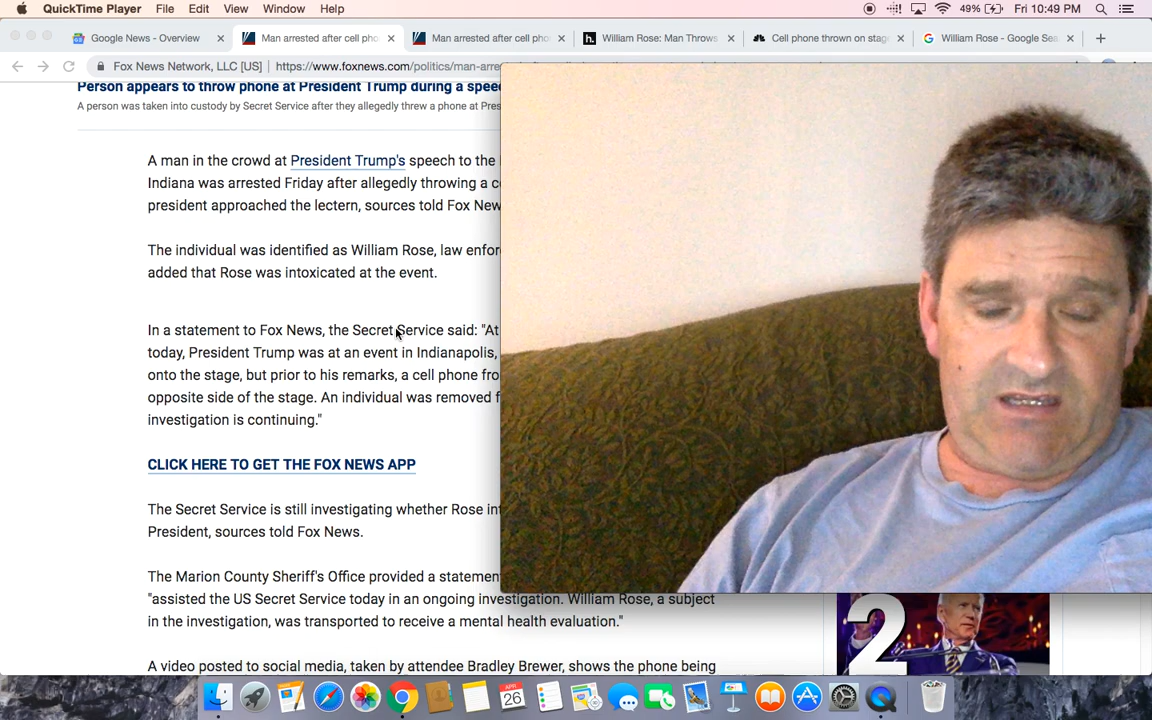 QuickTime Player File Edit View Window Help 49% Fri 10:49 PM
Google News - Overview × Man arrested after cell pho × Man arrested after cell pho × h. William Rose: Man Throws × Cell phone thrown on stag × William Rose - Google Sea ×
Fox News Network, LLC [US] | https://www.foxnews.com/politics/man-arre
Person appears to throw phone at President Trump during a spee
A person was taken into custody by Secret Service after they allegedly threw a phone at Pres
A man in the crowd at President Trump's speech to the
Indiana was arrested Friday after allegedly throwing a c
president approached the lectern, sources told Fox New
The individual was identified as William Rose, law enfor
added that Rose was intoxicated at the event.
In a statement to Fox News, the Secret Service said: "At
today, President Trump was at an event in Indianapolis,
onto the stage, but prior to his remarks, a cell phone fro
opposite side of the stage. An individual was removed f
investigation is continuing."
CLICK HERE TO GET THE FOX NEWS APP
The Secret Service is still investigating whether Rose int
President, sources told Fox News.
The Marion County Sheriff's Office provided a statement
"assisted the US Secret Service today in an ongoing investigation. William Rose, a subject
in the investigation, was transported to receive a mental health evaluation."
2
A video posted to social media, taken by attendee Bradley Brewer, shows the phone being
APR
26